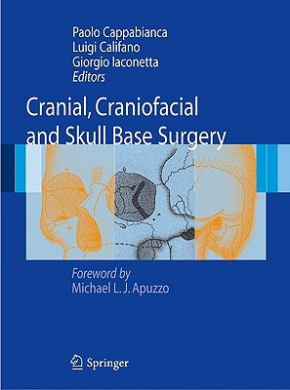 Paolo Cappabianca
Luigi Califano
Giorgio Iaconetta
Editors
Cranial, Craniofacial
and Skull Base Surgery
Foreword by
Michael L. J. Apuzzo
Springer